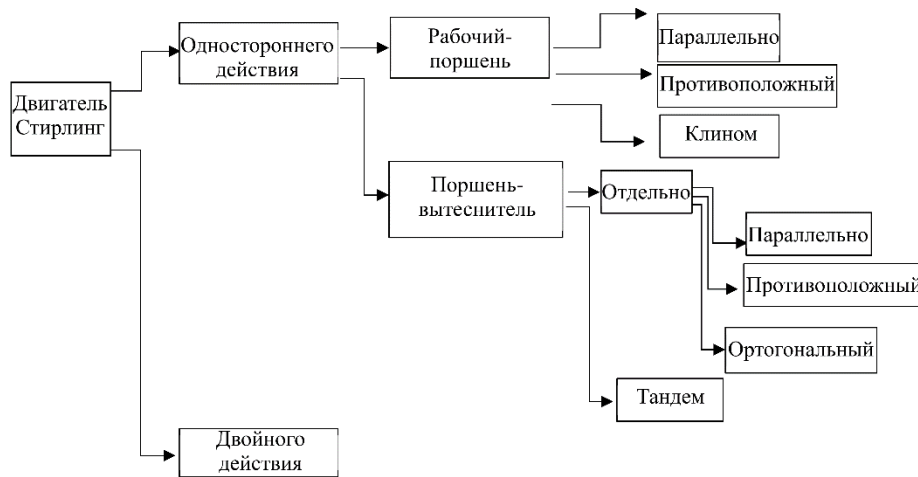 Двигатель
Стирлинг
Одностороннего
действия
Рабочий-
поршень
Параллельно
Противоположный
Клином
Поршень-
вытеснитель
Отдельно
Параллельно
Противоположный
Ортогональный
Тандем
Двойного
действия